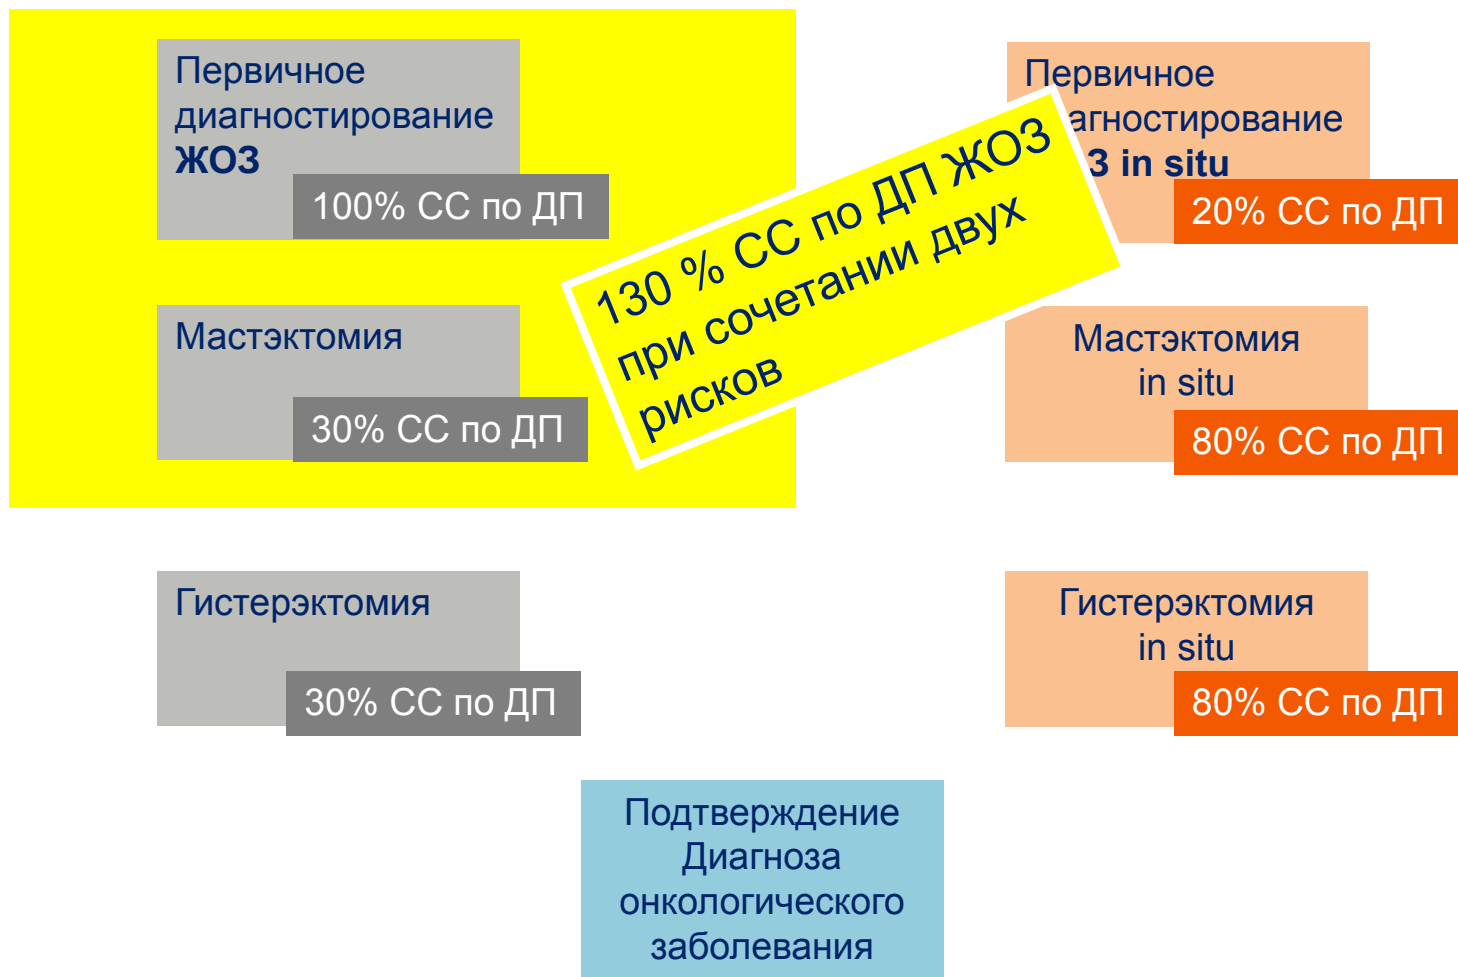 Первичное
диагностирование
ЖОЗ
100% СС по ДП
Мастэктомия
30% СС по ДП
130 % СС по ДП ЖОЗ
при сочетании двух
рисков
Гистерэктомия
30% СС по ДП
Первичное
агностирование
З in situ
20% СС по ДП
Мастэктомия
in situ
80% СС по ДП
Гистерэктомия
in situ
80% СС по ДП
Подтверждение
Диагноза
онкологического
заболевания